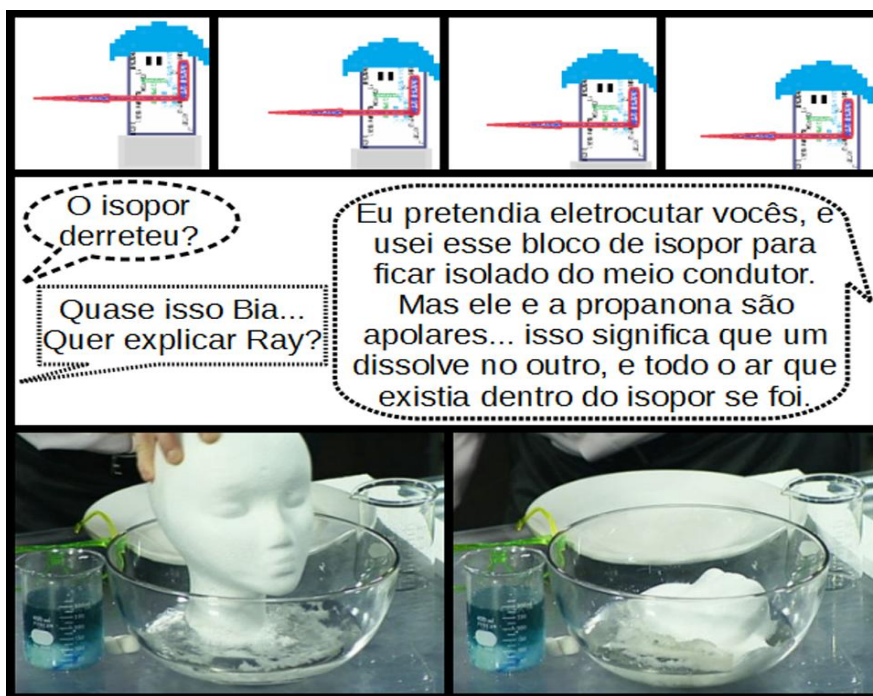 O isopor
derreteu?
Quase isso Bia...
Quer explicar Ray?
Eu pretendia eletrocutar vocês, e
usei esse bloco de isopor para
ficar isolado do meio condutor.
Mas ele e a propanona são
apolares... isso significa que um
dissolve no outro, e todo o ar que
existia dentro do isopor se foi.